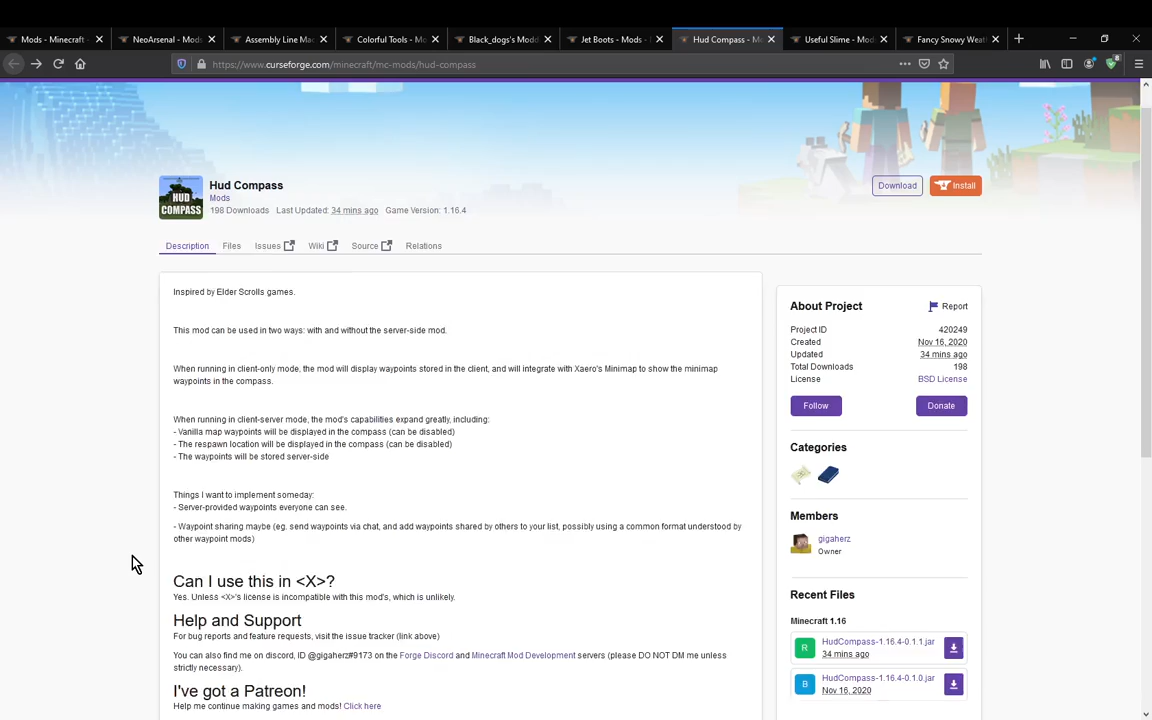 Mods - Minecraft -
NeoArsenal - Mods
Assembly Line Mac
Colorful Tools - Mc
Black_dogs's Modd
Jet Boots - Mods -
Hud Compass - Mo
Useful Slime - Mod
Fancy Snowy Weat
https://www.curseforge.com/minecraft/mc-mods/hud-compass
8
HUD COMPASS
Hud Compass
Mods
198 Downloads Last Updated: 34 mins ago Game Version: 1.16.4
Download
Install
Description Files Issues Wiki Source Relations
Inspired by Elder Scrolls games.
This mod can be used in two ways: with and without the server-side mod.
When running in client-only mode, the mod will display waypoints stored in the client, and will integrate with Xaero's Minimap to show the minimap
waypoints in the compass.
When running in client-server mode, the mod's capabilities expand greatly, including:
- Vanilla map waypoints will be displayed in the compass (can be disabled)
- The respawn location will be displayed in the compass (can be disabled)
- The waypoints will be stored server-side
Things I want to implement someday:
- Server-provided waypoints everyone can see.
- Waypoint sharing maybe (eg. send waypoints via chat, and add waypoints shared by others to your list, possibly using a common format understood by
other waypoint mods)
Can I use this in <X>?
Yes. Unless <X>'s license is incompatible with this mod's, which is unlikely.
Help and Support
For bug reports and feature requests, visit the issue tracker (link above)
You can also find me on discord, ID @gigaherz#9173 on the Forge Discord and Minecraft Mod Development servers (please DO NOT DM me unless
strictly necessary).
I've got a Patreon!
Help me continue making games and mods! Click here
About Project
Report
Project ID 420249
Created Nov 16, 2020
Updated 34 mins ago
Total Downloads 198
License BSD License
Follow
Donate
Categories
Members
gigaherz
Owner
Recent Files
Minecraft 1.16
R
HudCompass-1.16.4-0.1.1.jar
34 mins ago
B
HudCompass-1.16.4-0.1.0.jar
Nov 16, 2020